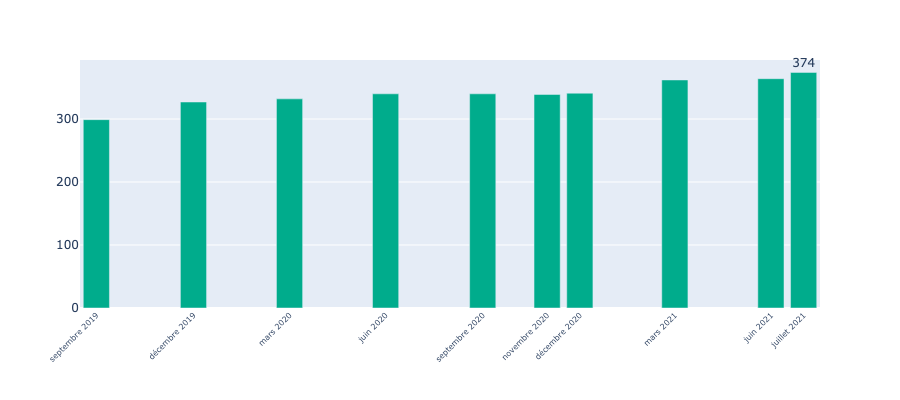 374
300
200
100
0
septembre 2019
décembre 2019
mars 2020
juin 2020
septembre 2020
novembre 2020
décembre 2020
mars 2021
juin 2021
juillet 2021